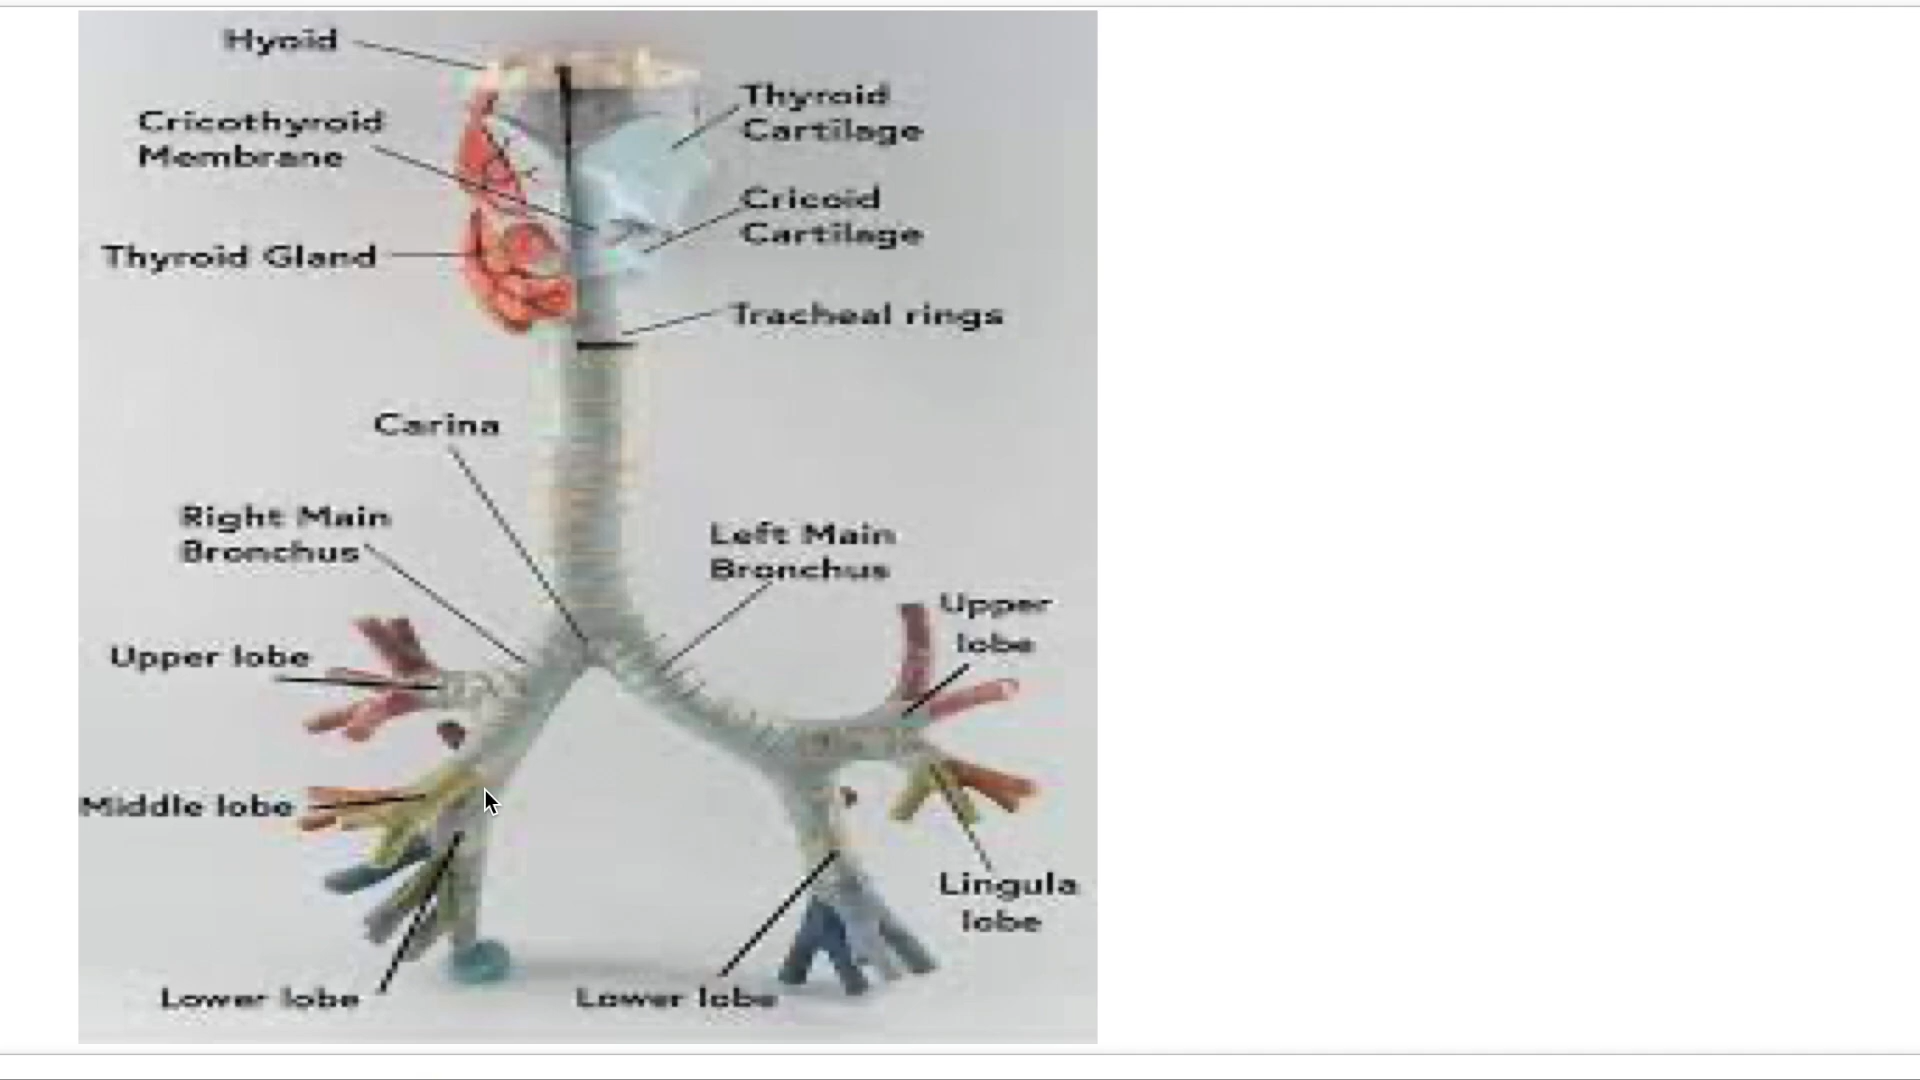 Hyoid
Thyroid
Cartilage
Cricothyroid
Membrane
Cricoid
Cartilage
Thyroid Gland
Tracheal rings
Carina
Right Main
Bronchus
Left Main
Bronchus
Upper
lobe
Upper lobe
Middle lobe
Lingula
lobe
Lower lobe
Lower lobe